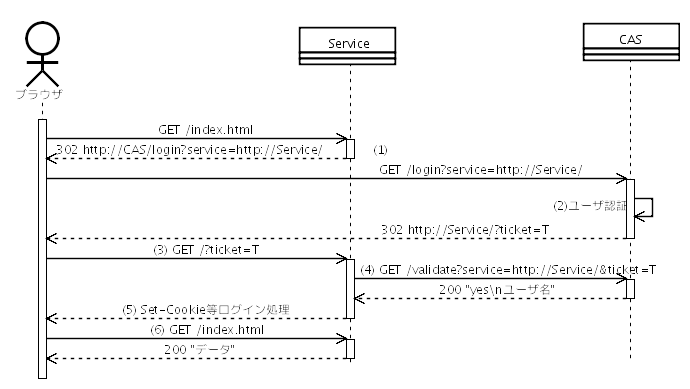 Service
CAS
ブラウザ
GET /index.html
302 http://CAS/login?service=http://Service/
(1)
GET /login?service=http://Service/
(2)ユーザ認証
302 http://Service/?ticket=T
(3) GET /?ticket=T
(4) GET /validate?service=http://Service/&ticket=T
200 "yes\nユーザ名"
(5) Set-Cookie等ログイン処理
(6) GET /index.html
200 "データ"